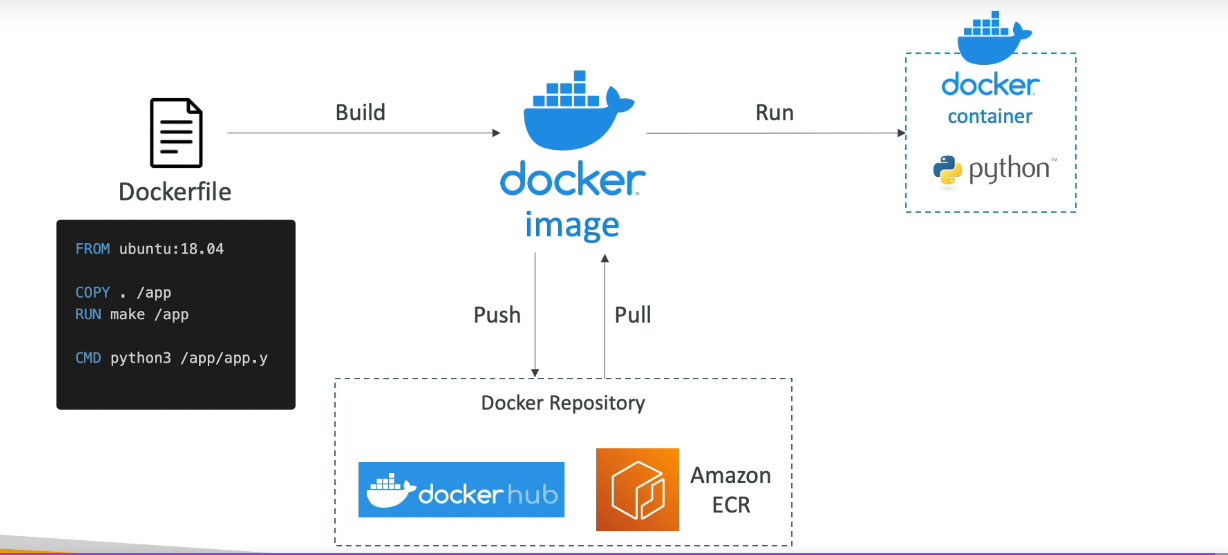 Dockerfile
FROM ubuntu:18.04
COPY . /app
RUN make /app
CMD python3 /app/app.y
Build
docker
image
Run
docker
container
python™
Push
Pull
Docker Repository
dockerhub
Amazon
ECR